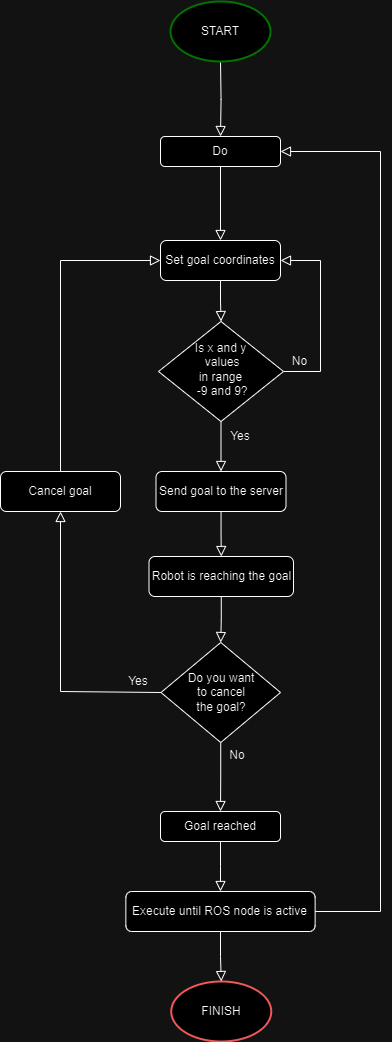 START
Do
Set goal coordinates
Is x and y
values
in range
-9 and 9?
No
Yes
Cancel goal
Send goal to the server
Robot is reaching the goal
Do you want
to cancel
the goal?
Yes
No
Goal reached
Execute until ROS node is active
FINISH